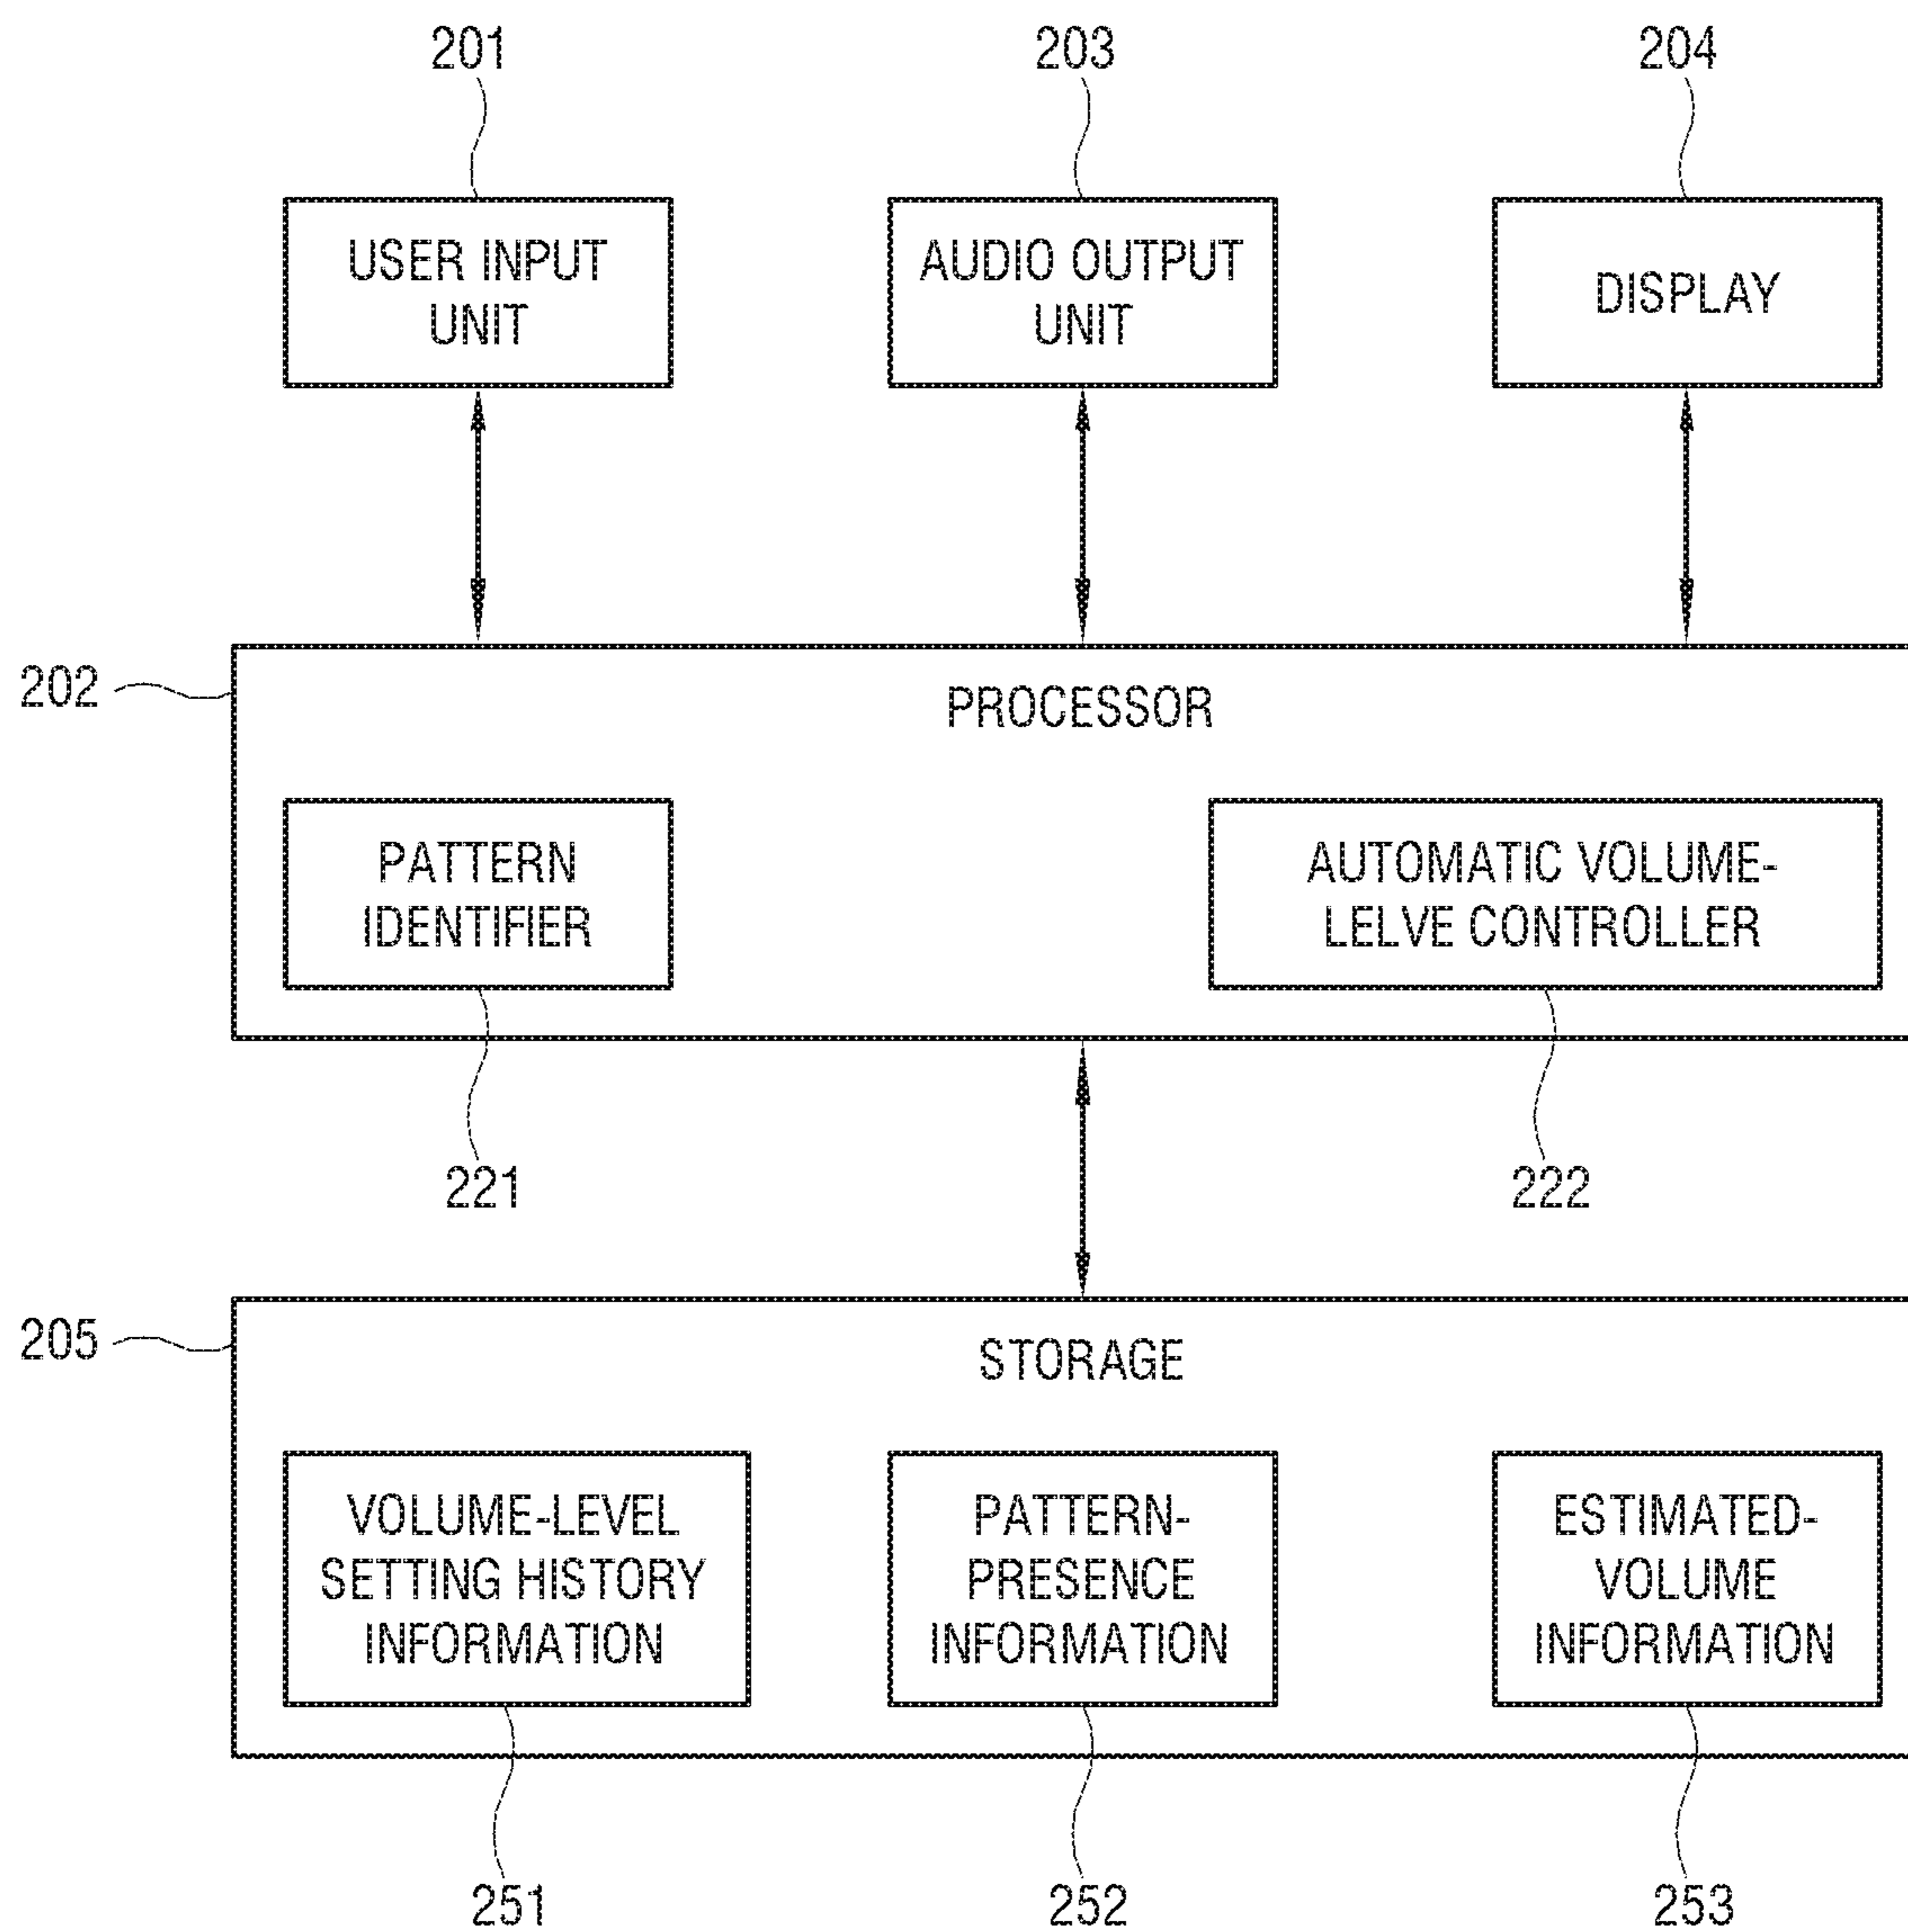 201
203
204
USER INPUT
UNIT
AUDIO OUTPUT
UNIT
DISPLAY
202
PROCESSOR
PATTERN
IDENTIFIER
AUTOMATIC VOLUME-
LELVE CONTROLLER
221
222
205
STORAGE
VOLUME-LEVEL
SETTING HISTORY
INFORMATION
PATTERN-
PRESENCE
INFORMATION
ESTIMATED-
VOLUME
INFORMATION
251
252
253